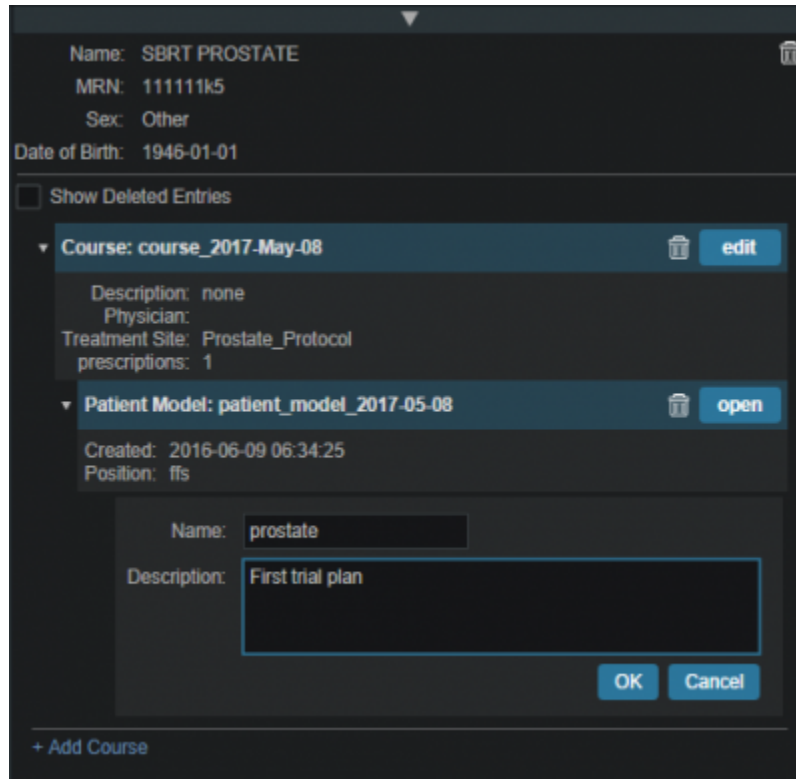 Name: SBRT PROSTATE
MRN: 111111k5
Sex: Other
Date of Birth: 1946-01-01
Show Deleted Entries
Course: course_2017-May-08 edit
Description: none
Physician:
Treatment Site: Prostate_Protocol
prescriptions: 1
Patient Model: patient_model_2017-05-08 open
Created: 2016-06-09 06:34:25
Position: ffs
Name: prostate
Description: First trial plan
OK Cancel
+ Add Course